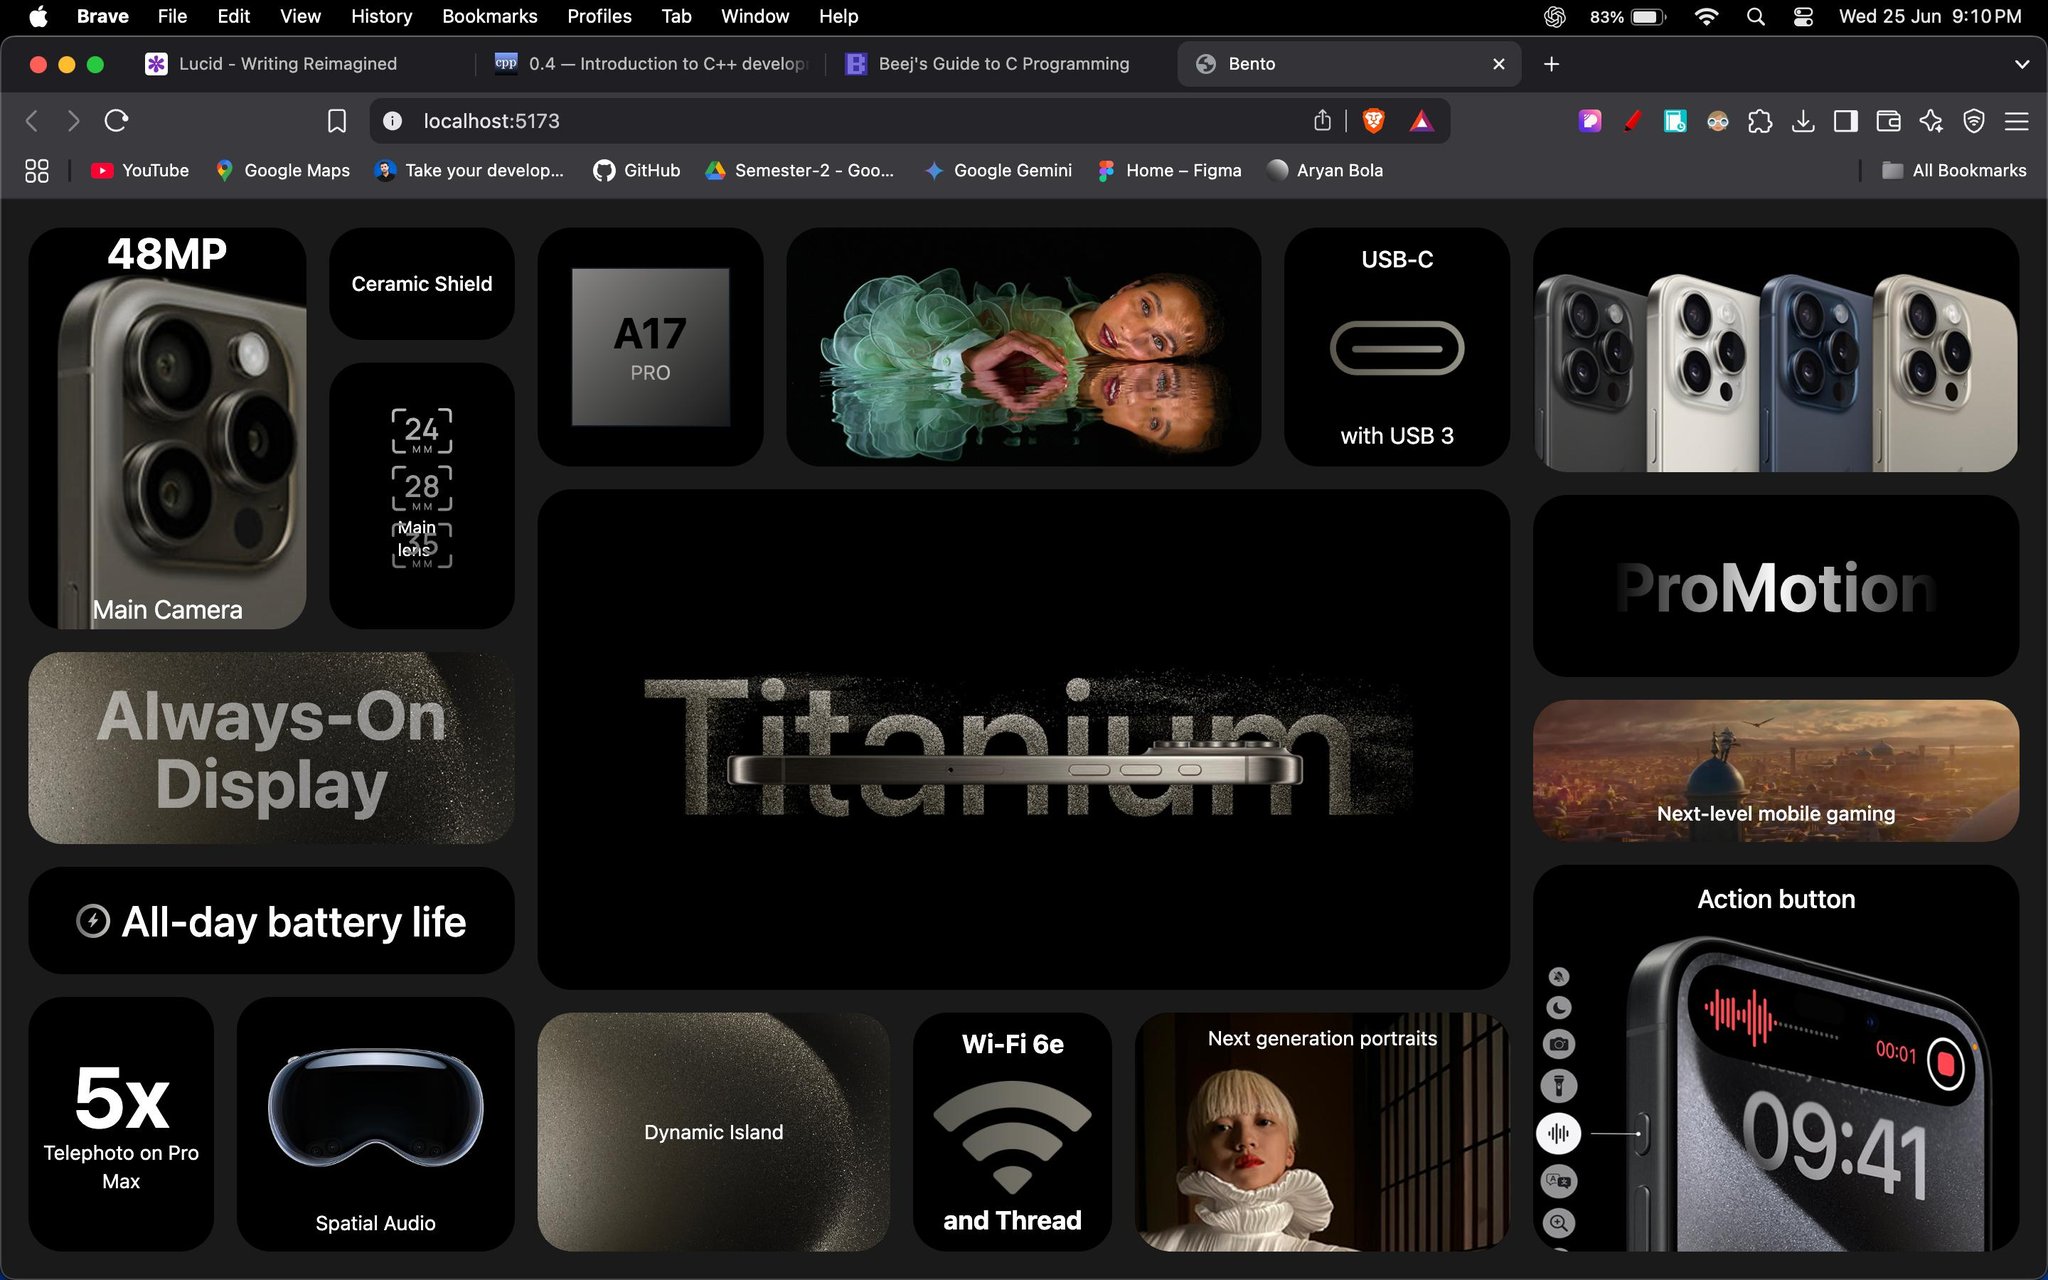 Brave File Edit View History Bookmarks Profiles Tab Window Help 83% Wed 25 Jun 9:10 PM
Lucid - Writing Reimagined
cpp 0.4 — Introduction to C++ develop
Beej's Guide to C Programming
Bento
localhost:5173
YouTube Google Maps Take your develop... GitHub Semester-2 - Goo... Google Gemini Home – Figma Aryan Bola All Bookmarks
48MP
Main Camera
Ceramic Shield
24
MM
28
MM
35
MM
Main
lens
A17
PRO
USB-C
with USB 3
Titanium
ProMotion
Always-On
Display
Next-level mobile gaming
All-day battery life
Action button
00:01
09:41
5x
Telephoto on Pro
Max
Spatial Audio
Dynamic Island
Wi-Fi 6e
and Thread
Next generation portraits